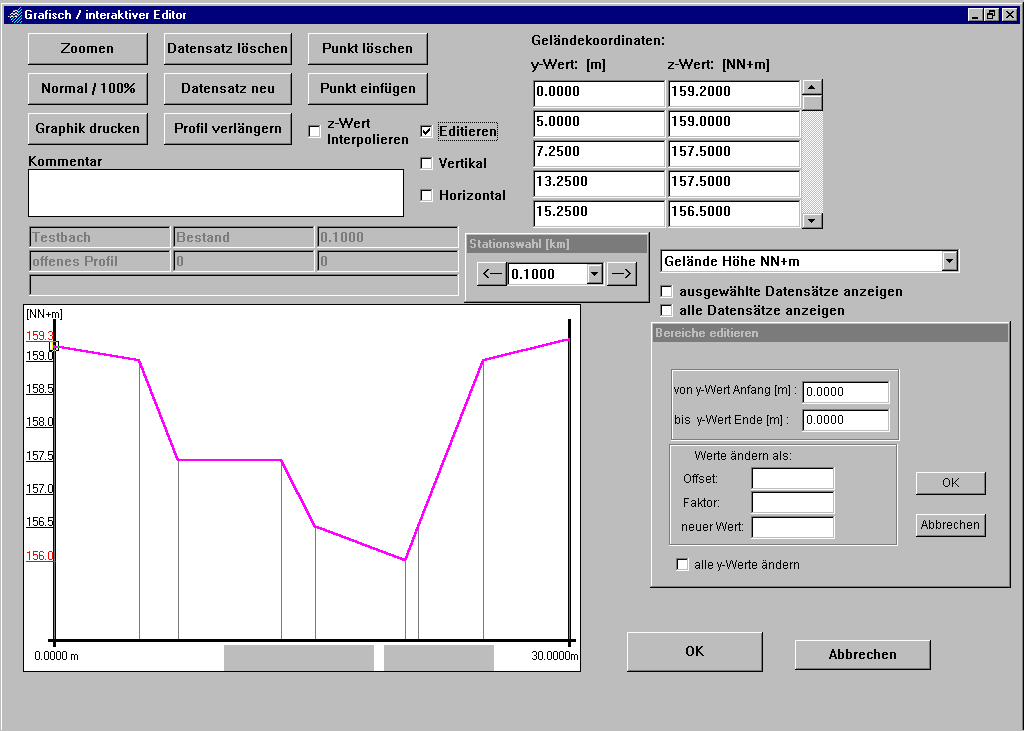 Grafisch / interaktiver Editor
Zoomen
Datensatz löschen
Punkt löschen
Normal / 100%
Datensatz neu
Punkt einfügen
Graphik drucken
Profil verlängern
z-Wert
Interpolieren
Editieren
Vertikal
Horizontal
Kommentar
Geländekoordinaten:
y-Wert: [m]
z-Wert: [NN+m]
0.0000
159.2000
5.0000
159.0000
7.2500
157.5000
13.2500
157.5000
15.2500
156.5000
Testbach
Bestand
0.1000
offenes Profil
0
0
Stationswahl [km]
<--
0.1000
-->
Gelände Höhe NN+m
ausgewählte Datensätze anzeigen
alle Datensätze anzeigen
[NN+m]
159.3
159.0
158.5
158.0
157.5
157.0
156.5
156.0
0.0000 m
30.0000m
Bereiche editieren
von y-Wert Anfang [m] :
0.0000
bis y-Wert Ende [m] :
0.0000
Werte ändern als:
Offset:
Faktor:
neuer Wert:
OK
Abbrechen
alle y-Werte ändern
OK
Abbrechen